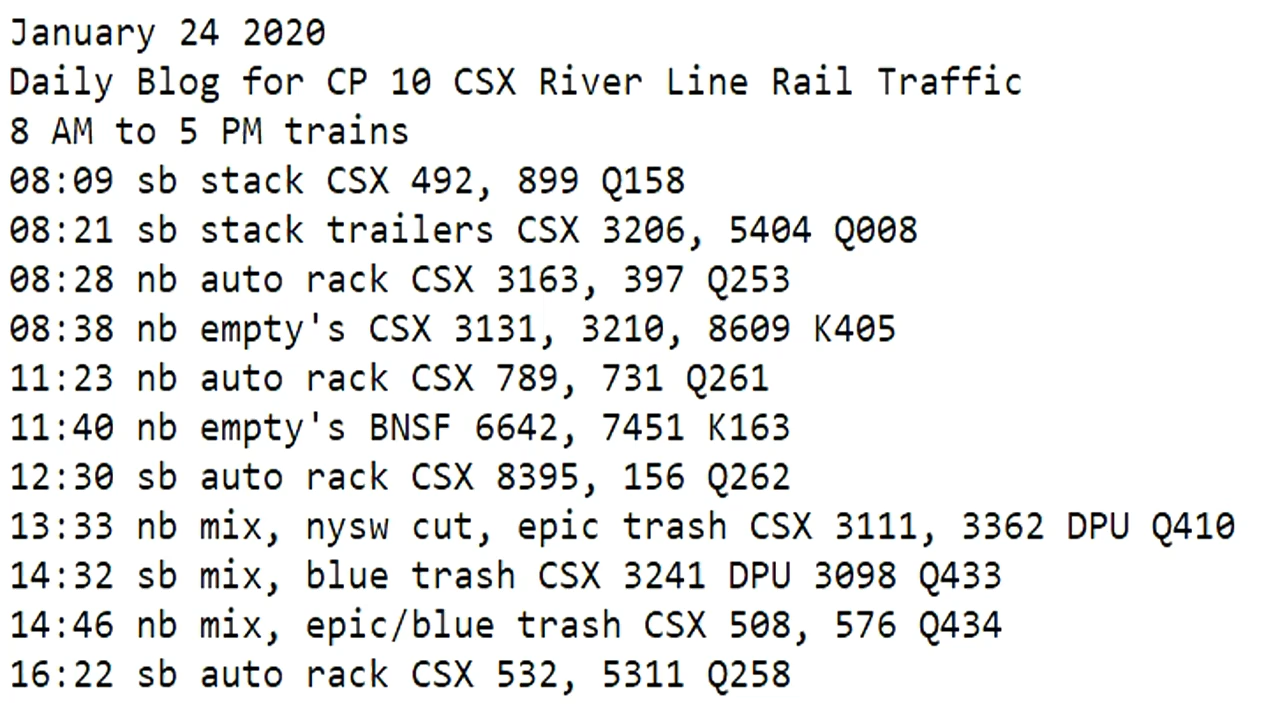 January 24 2020
Daily Blog for CP 10 CSX River Line Rail Traffic
8 AM to 5 PM trains
08:09 sb stack CSX 492, 899 Q158
08:21 sb stack trailers CSX 3206, 5404 Q008
08:28 nb auto rack CSX 3163, 397 Q253
08:38 nb empty's CSX 3131, 3210, 8609 K405
11:23 nb auto rack CSX 789, 731 Q261
11:40 nb empty's BNSF 6642, 7451 K163
12:30 sb auto rack CSX 8395, 156 Q262
13:33 nb mix, nysw cut, epic trash CSX 3111, 3362 DPU Q410
14:32 sb mix, blue trash CSX 3241 DPU 3098 Q433
14:46 nb mix, epic/blue trash CSX 508, 576 Q434
16:22 sb auto rack CSX 532, 5311 Q258